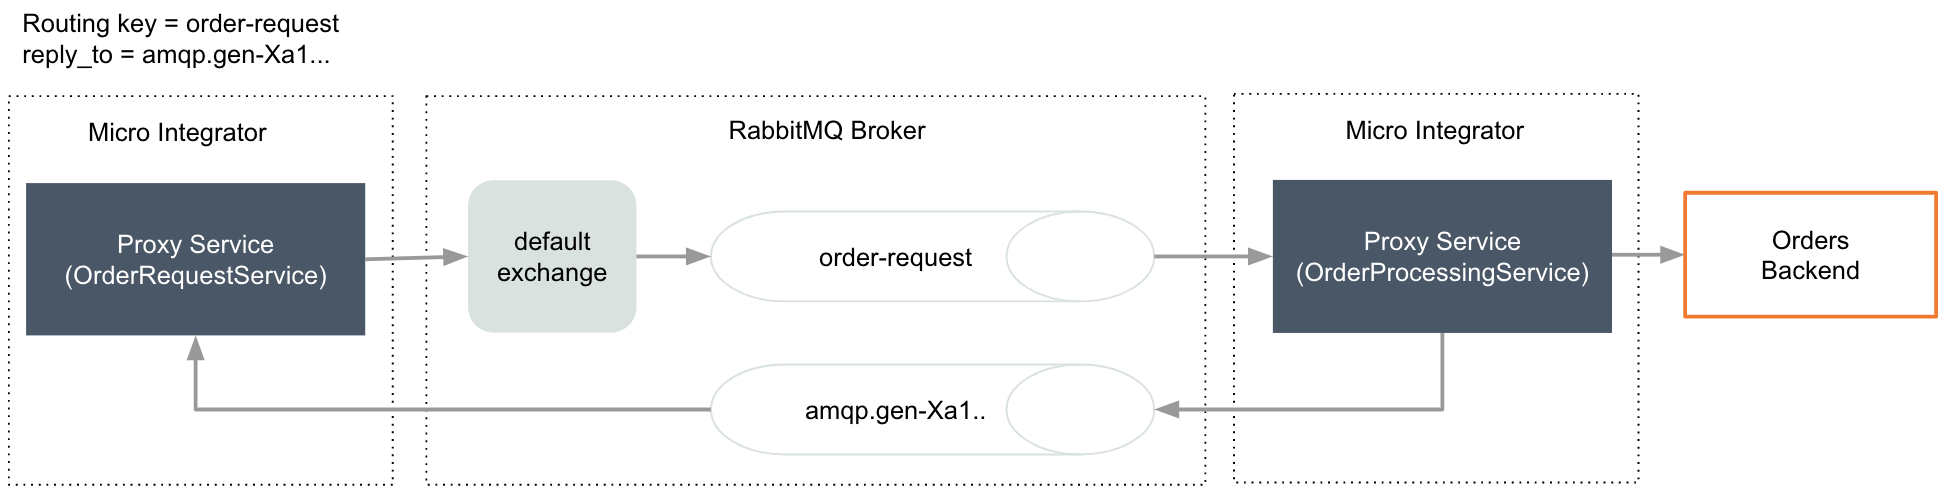 Routing key = order-request
reply_to = amqp.gen-Xa1...
Micro Integrator
Proxy Service
(OrderRequestService)
RabbitMQ Broker
default
exchange
order-request
amqp.gen-Xa1..
Micro Integrator
Proxy Service
(OrderProcessingService)
Orders
Backend